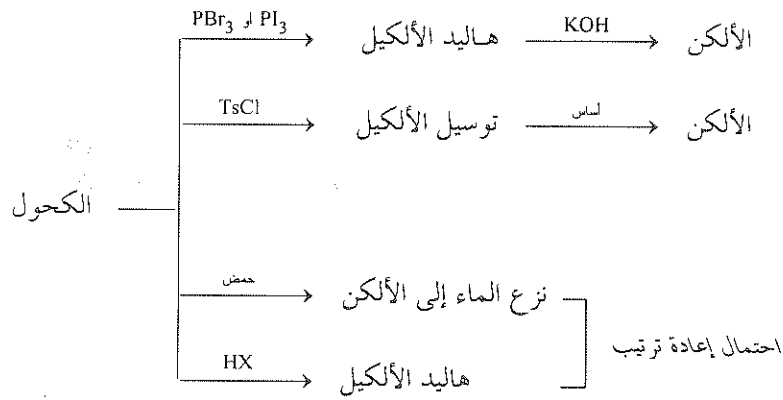 PBr3 او PI3
هاليد الألكيل
KOH
الألكن
TsCl
توسيل الألكيل
أساس
الألكن
الكحول
حمض
نزع الماء إلى الألكن
احتمال إعادة ترتيب
HX
هاليد الألكيل